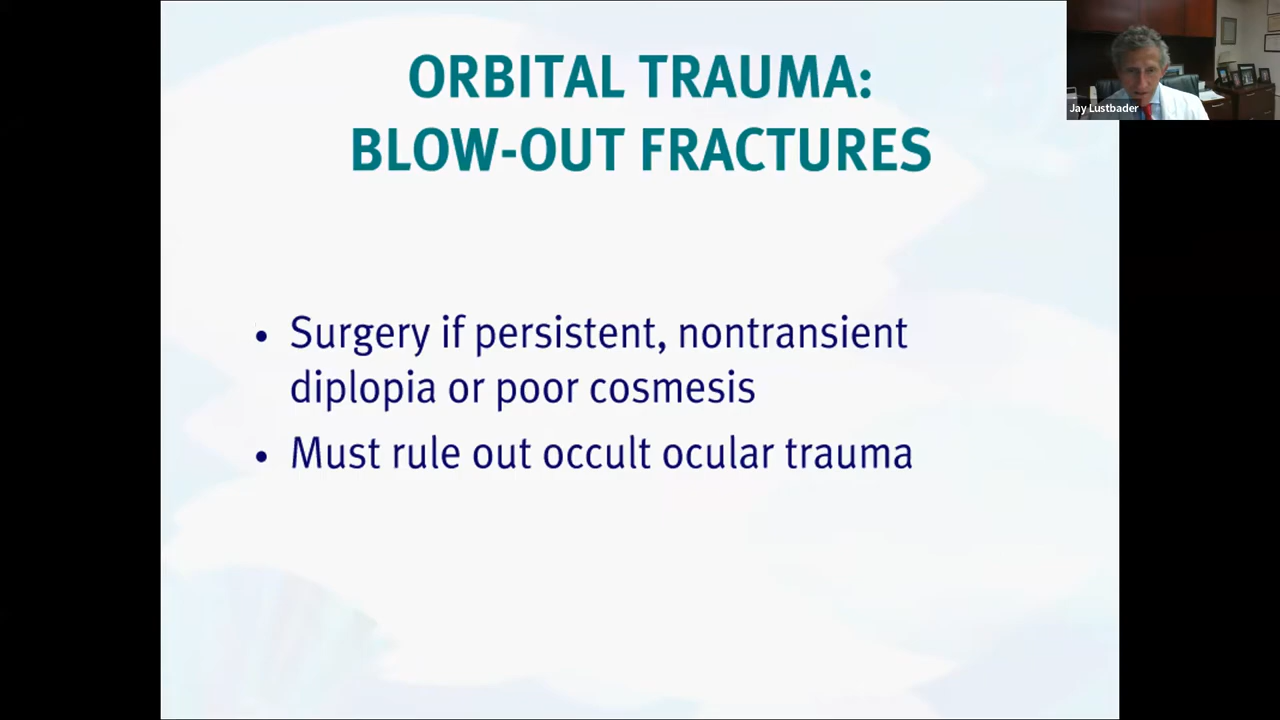 ORBITAL TRAUMA:
BLOW-OUT FRACTURES
• Surgery if persistent, nontransient
diplopia or poor cosmesis
• Must rule out occult ocular trauma
Jay Lustbader